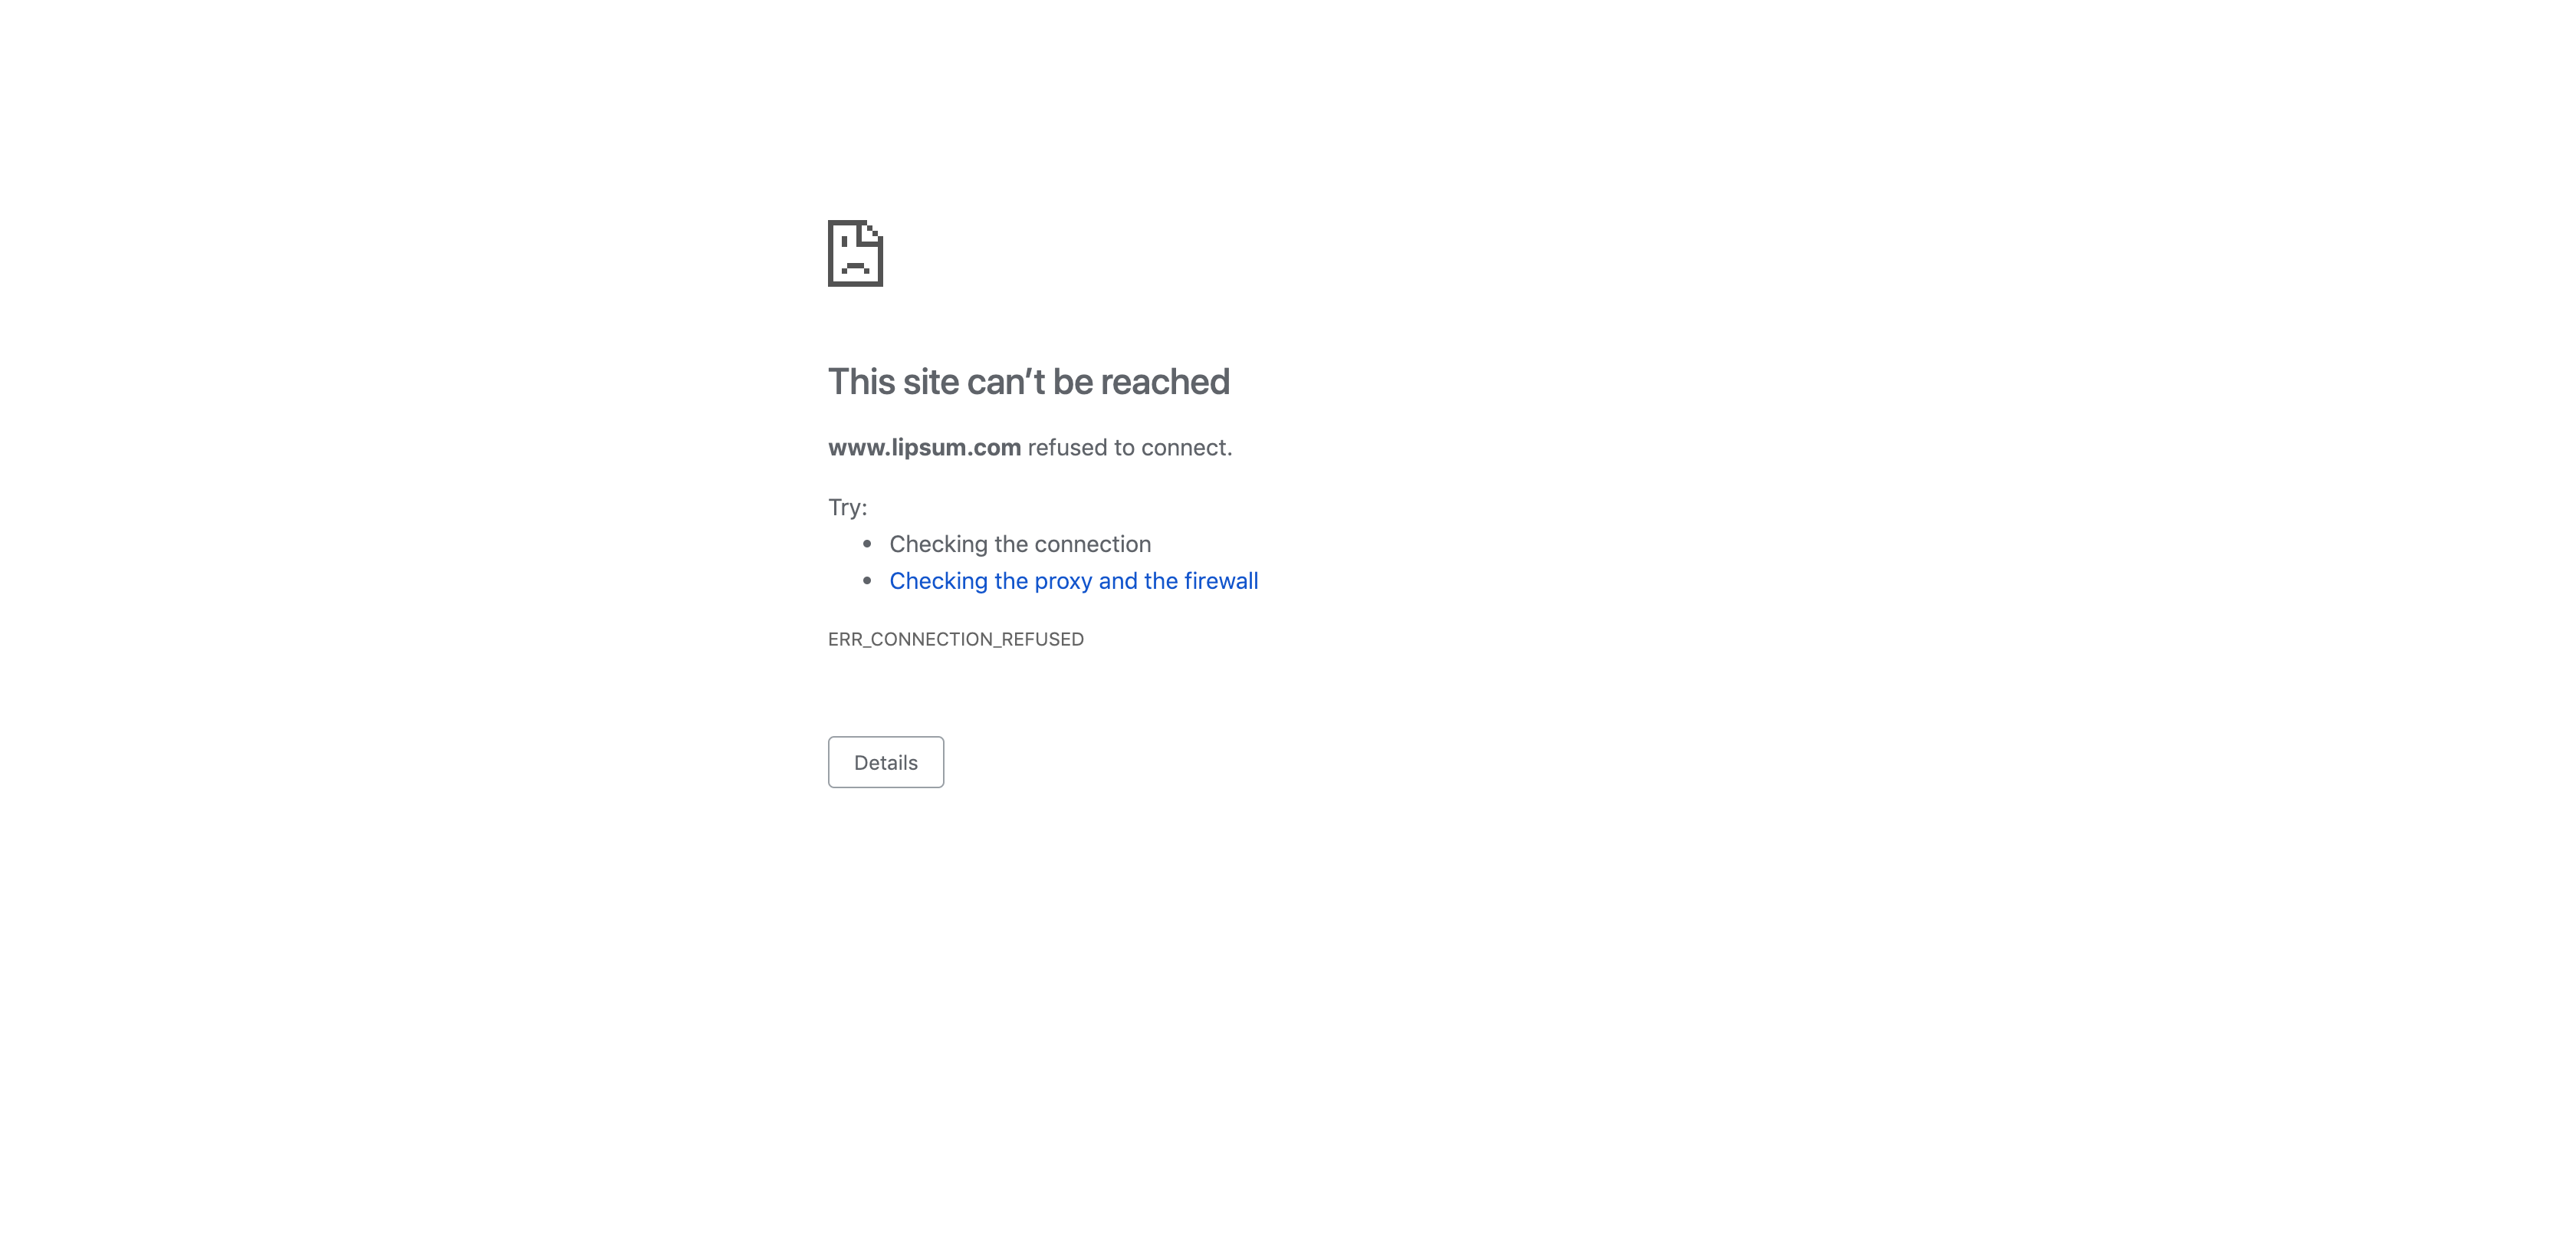 This site can’t be reached
www.lipsum.com refused to connect.
Try:
• Checking the connection
• Checking the proxy and the firewall
ERR_CONNECTION_REFUSED
Details